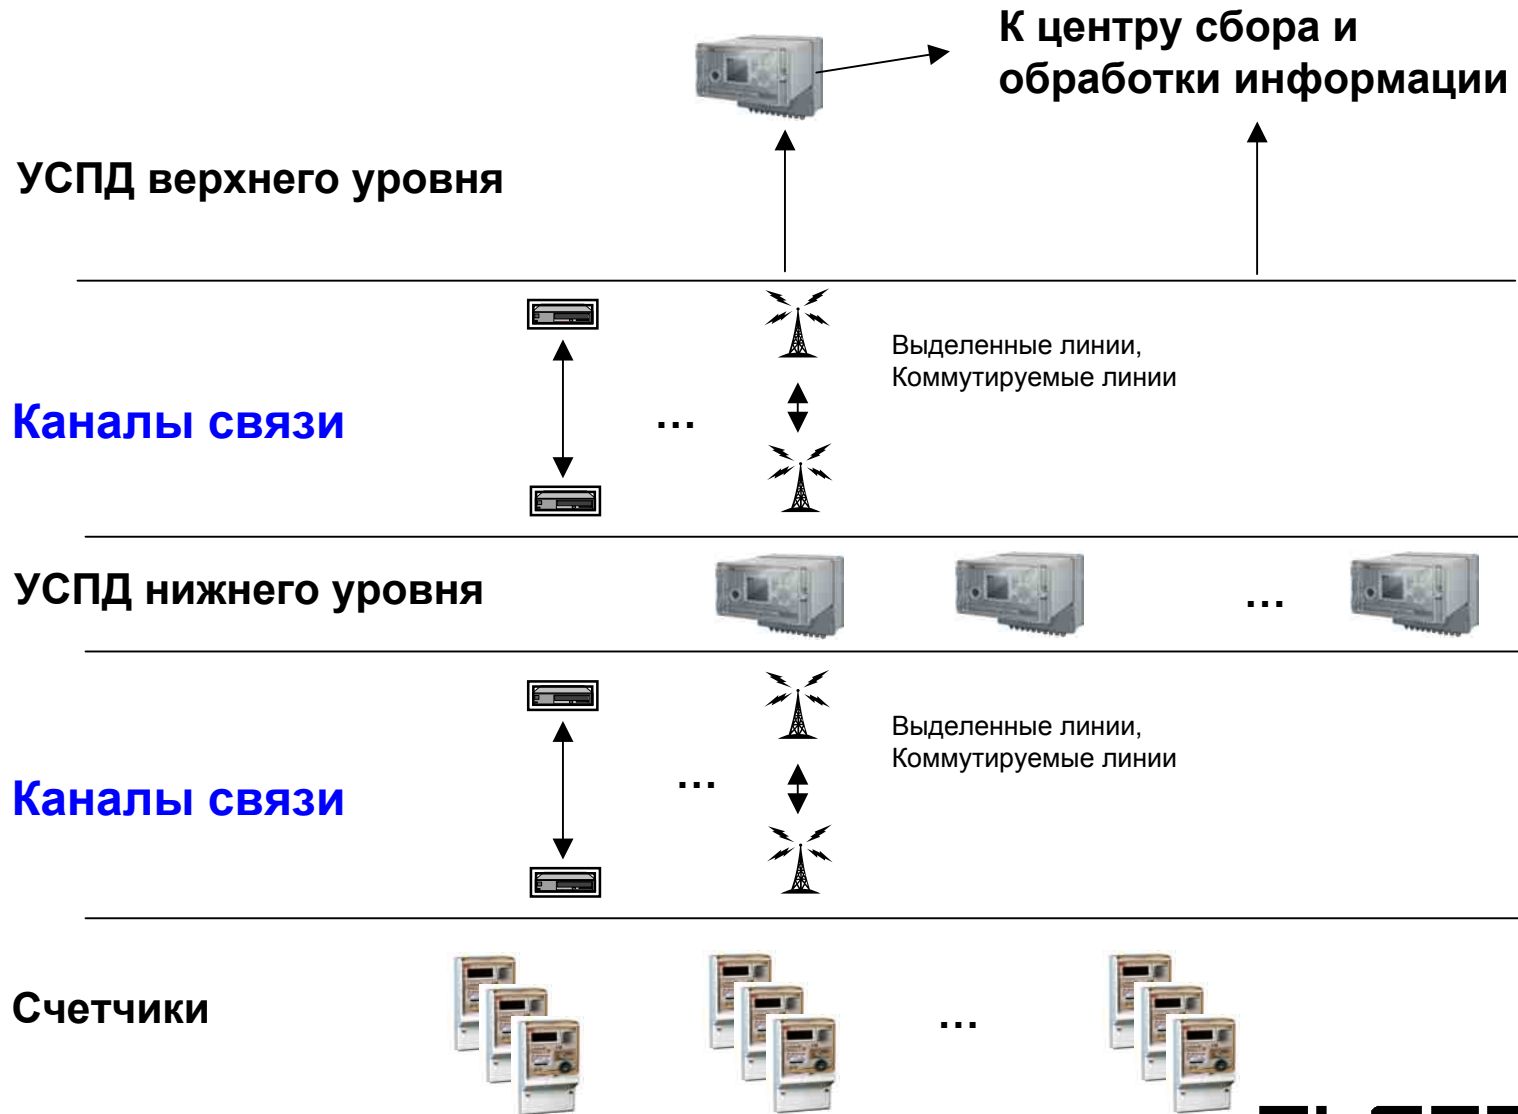 К центру сбора и
обработки информации
УСПД верхнего уровня
Выделенные линии,
Коммутируемые линии
Каналы связи
...
УСПД нижнего уровня
...
Выделенные линии,
Коммутируемые линии
Каналы связи
...
Счетчики
...